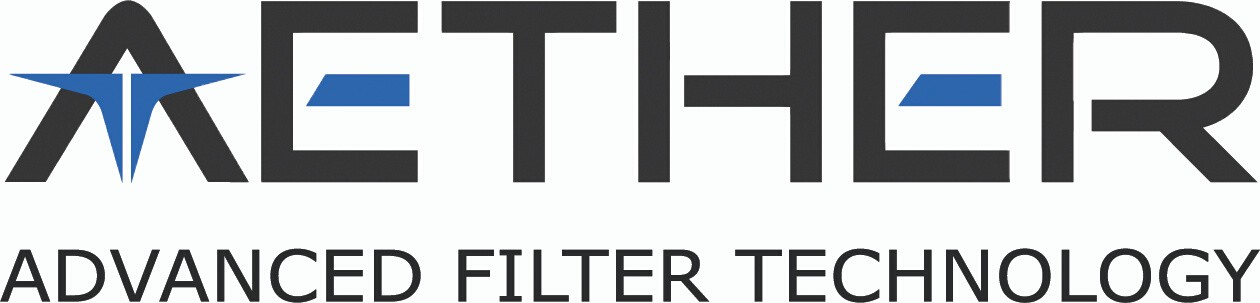 AETHER
ADVANCED FILTER TECHNOLOGY